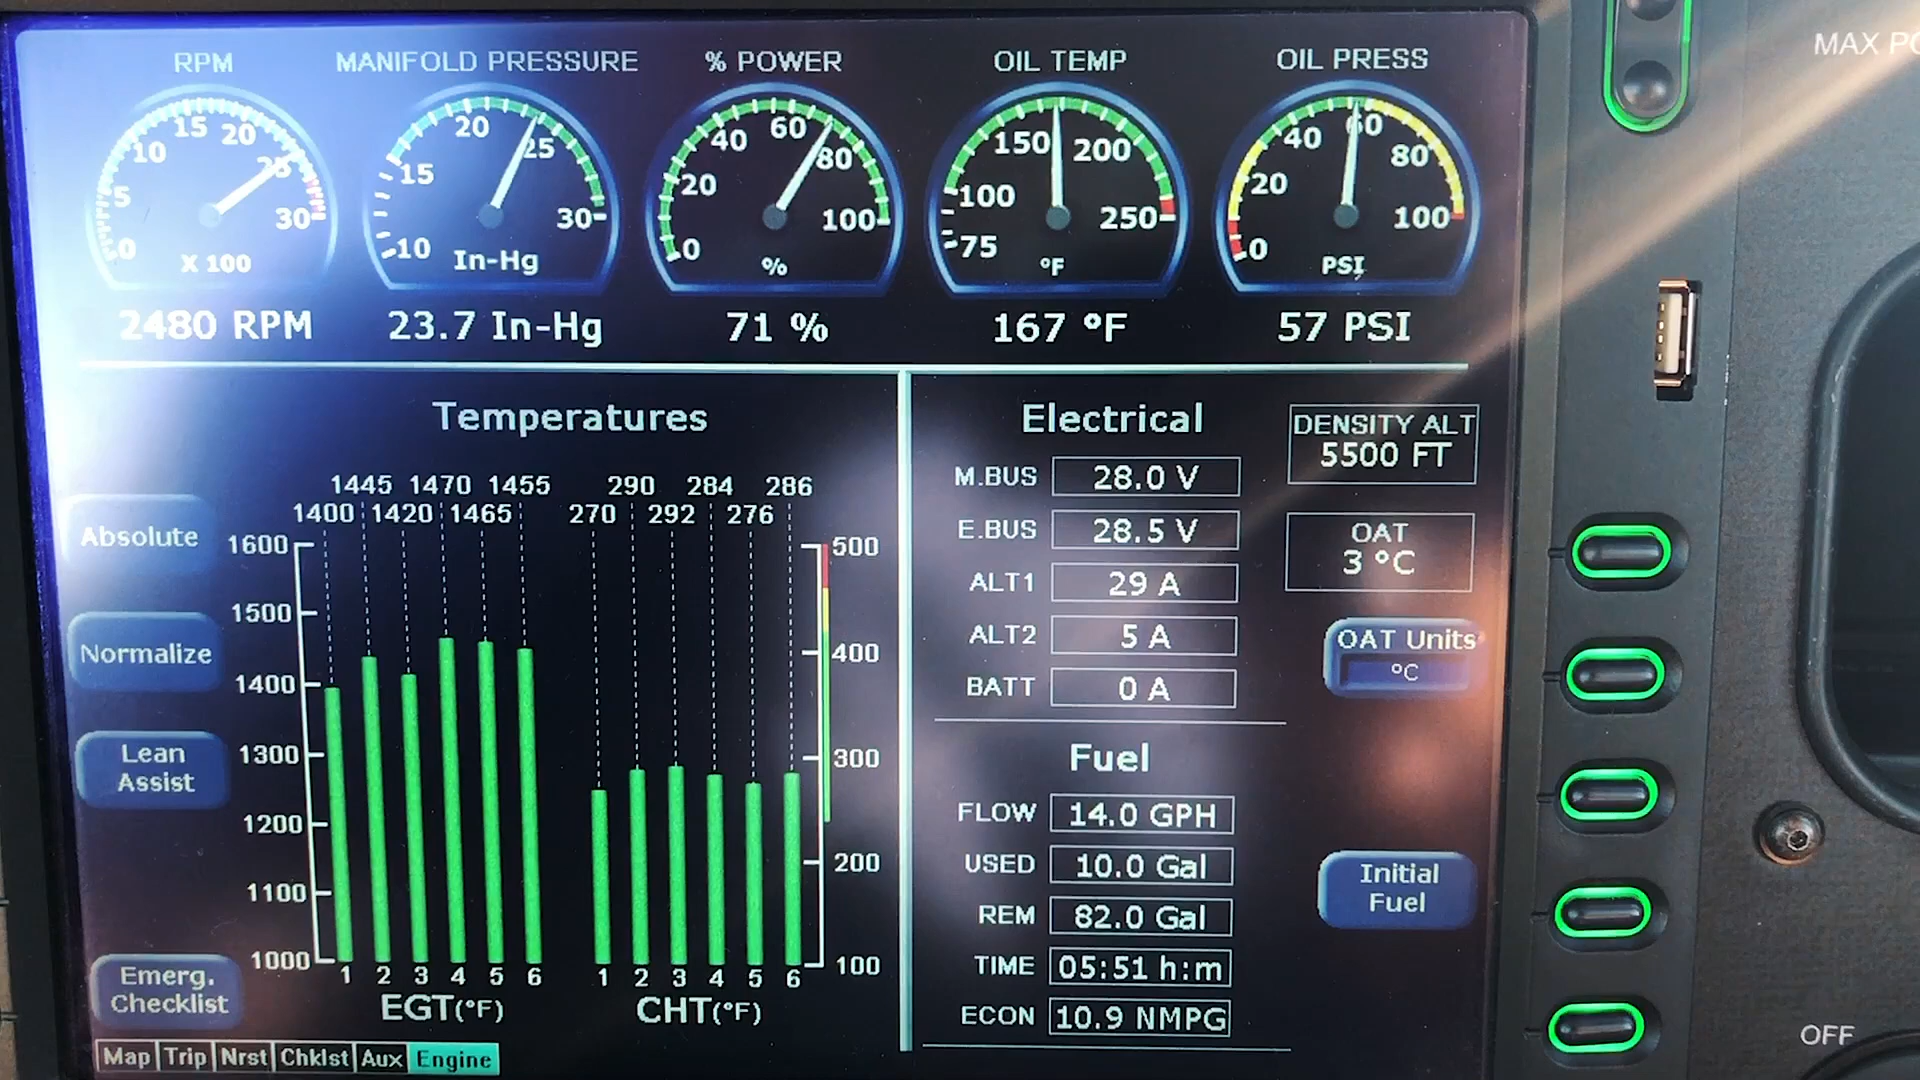 RPM
MANIFOLD PRESSURE
% POWER
OIL TEMP
OIL PRESS
MAX
0 5 10 15 20 25 30
X 100
10 15 20 25 30
In-Hg
0 20 40 60 80 100
%
75 100 150 200 250
°F
0 20 40 60 80 100
PSI
2480 RPM
23.7 In-Hg
71 %
167 °F
57 PSI
Temperatures
Absolute
Normalize
Lean
Assist
Emerg.
Checklist
1445 1470 1455
1400 1420 1465
1600
1500
1400
1300
1200
1100
1000
1 2 3 4 5 6
EGT(°F)
290 284 286
270 292 276
500
400
300
200
100
1 2 3 4 5 6
CHT(°F)
Electrical
M.BUS 28.0 V
E.BUS 28.5 V
ALT1 29 A
ALT2 5 A
BATT 0 A
DENSITY ALT
5500 FT
OAT
3 °C
OAT Units
°C
Fuel
FLOW 14.0 GPH
USED 10.0 Gal
REM 82.0 Gal
TIME 05:51 h:m
ECON 10.9 NMPG
Initial
Fuel
OFF
Map Trip Nrst Chklst Aux Engine